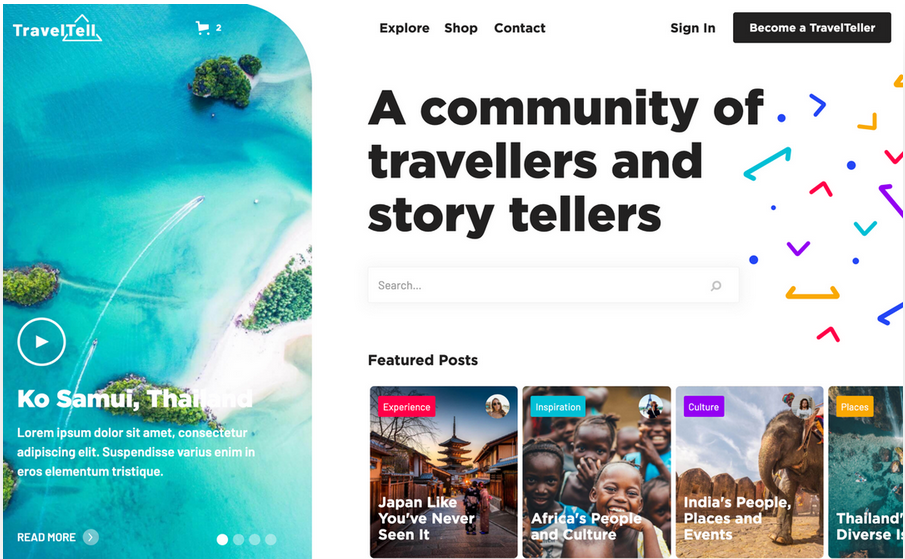 TravelTell
2
Explore Shop Contact
Sign In
Become a TravelTeller
A community of
travellers and
story tellers
Search...
Ko Samui, Thailand
Lorem ipsum dolor sit amet, consectetur
adipiscing elit. Suspendisse varius enim in
eros elementum tristique.
READ MORE
Featured Posts
Experience
Japan Like
You've Never
Seen It
Inspiration
Africa's People
and Culture
Culture
India's People,
Places and
Events
Places
Thailand'
Diverse Is